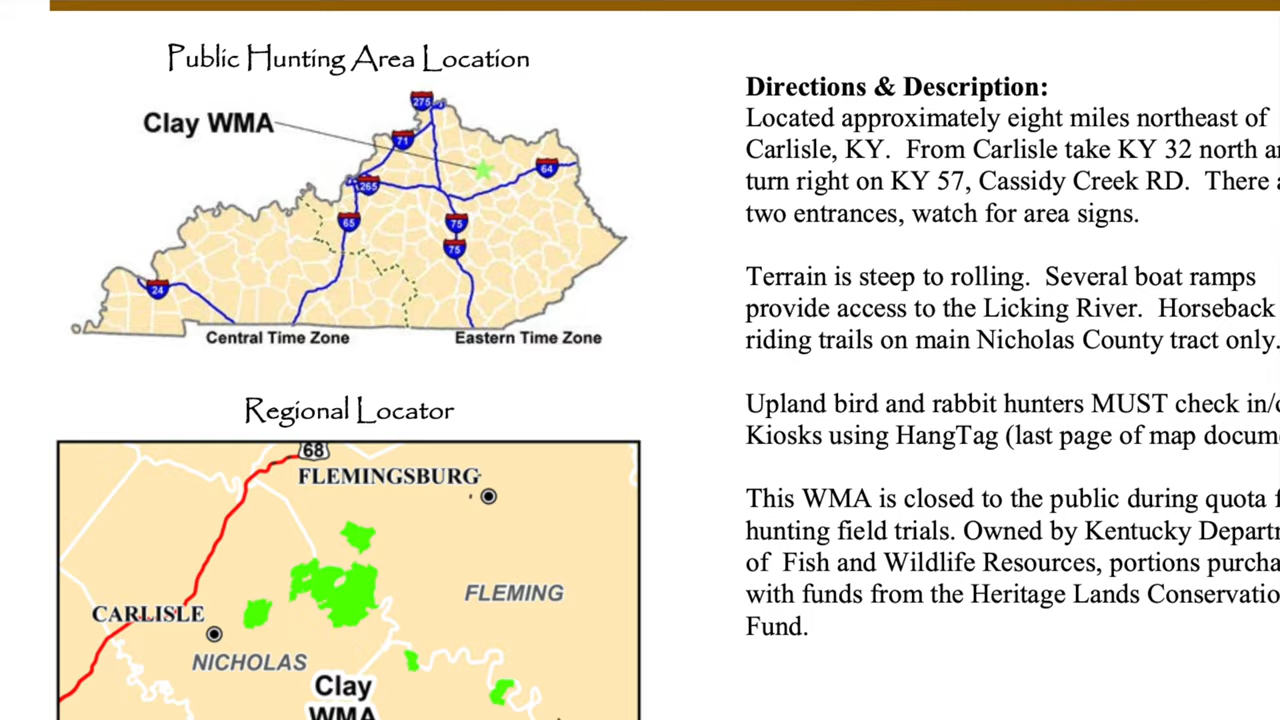 Public Hunting Area Location
Clay WMA
275
71
64
265
65
75
75
24
Central Time Zone
Eastern Time Zone
Regional Locator
68
FLEMINGSBURG
FLEMING
CARLISLE
NICHOLAS
Clay
WMA
Directions & Description:
Located approximately eight miles northeast of
Carlisle, KY. From Carlisle take KY 32 north
turn right on KY 57, Cassidy Creek RD. There
two entrances, watch for area signs.
Terrain is steep to rolling. Several boat ramps
provide access to the Licking River. Horseback
riding trails on main Nicholas County tract only.
Upland bird and rabbit hunters MUST check in/
Kiosks using HangTag (last page of map
This WMA is closed to the public during quota
hunting field trials. Owned by Kentucky
of Fish and Wildlife Resources, portions
with funds from the Heritage Lands
Fund.